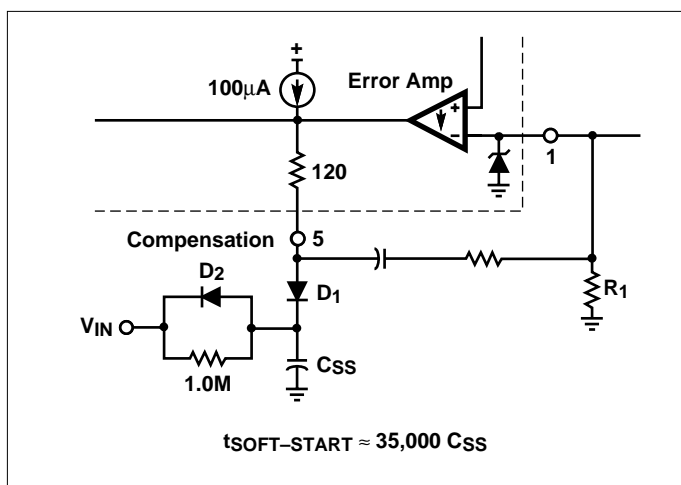 +
100µA
Error Amp
+
−
120
1
Compensation
5
D2
D1
R1
VIN
CSS
1.0M
tSOFT–START ≈ 35,000 CSS